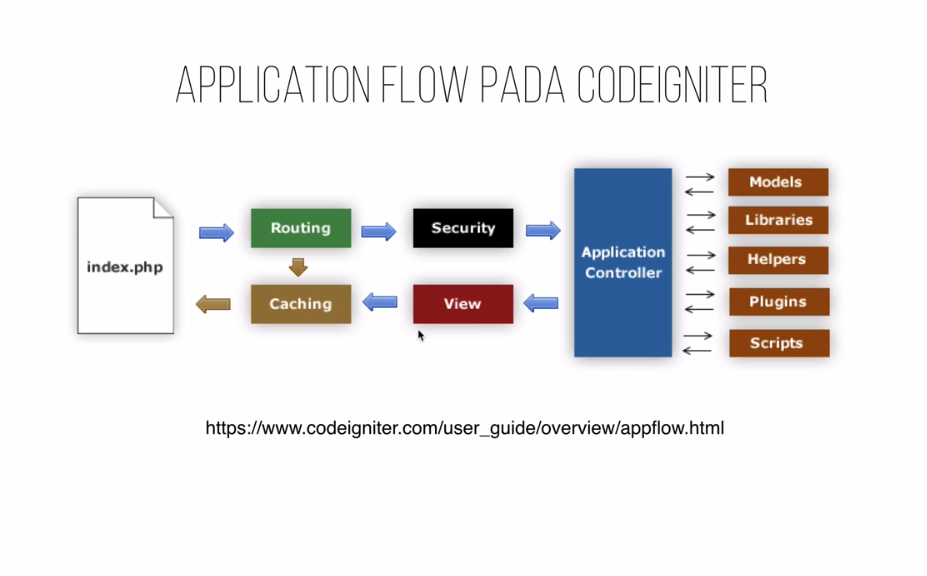 APPLICATION FLOW PADA CODEIGNITER
index.php
Routing
Security
Caching
View
Application
Controller
Models
Libraries
Helpers
Plugins
Scripts
https://www.codeigniter.com/user_guide/overview/appflow.html